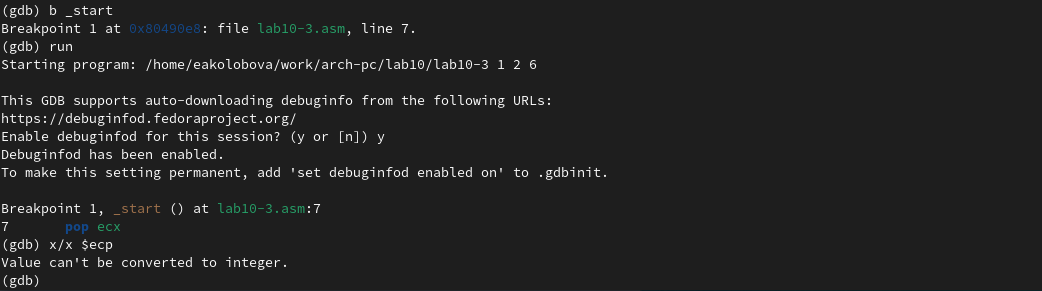 (gdb) b _start
Breakpoint 1 at 0x80490e8: file lab10-3.asm, line 7.
(gdb) run
Starting program: /home/eakolobova/work/arch-pc/lab10/lab10-3 1 2 6
This GDB supports auto-downloading debuginfo from the following URLs:
https://debuginfod.fedoraproject.org/
Enable debuginfod for this session? (y or [n]) y
Debuginfod has been enabled.
To make this setting permanent, add 'set debuginfod enabled on' to .gdbinit.
Breakpoint 1, _start () at lab10-3.asm:7
7       pop ecx
(gdb) x/x $ecp
Value can't be converted to integer.
(gdb)